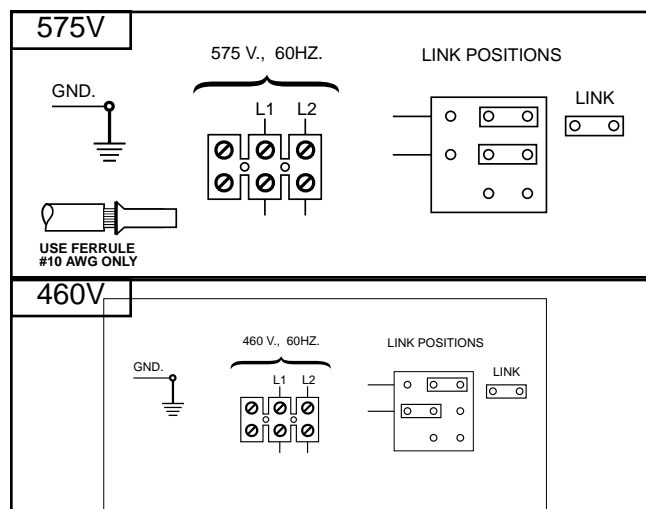 575V
575 V., 60HZ.
LINK POSITIONS
GND.
L1 L2
LINK
USE FERRULE
#10 AWG ONLY
460V
460 V., 60HZ.
LINK POSITIONS
GND.
L1 L2
LINK